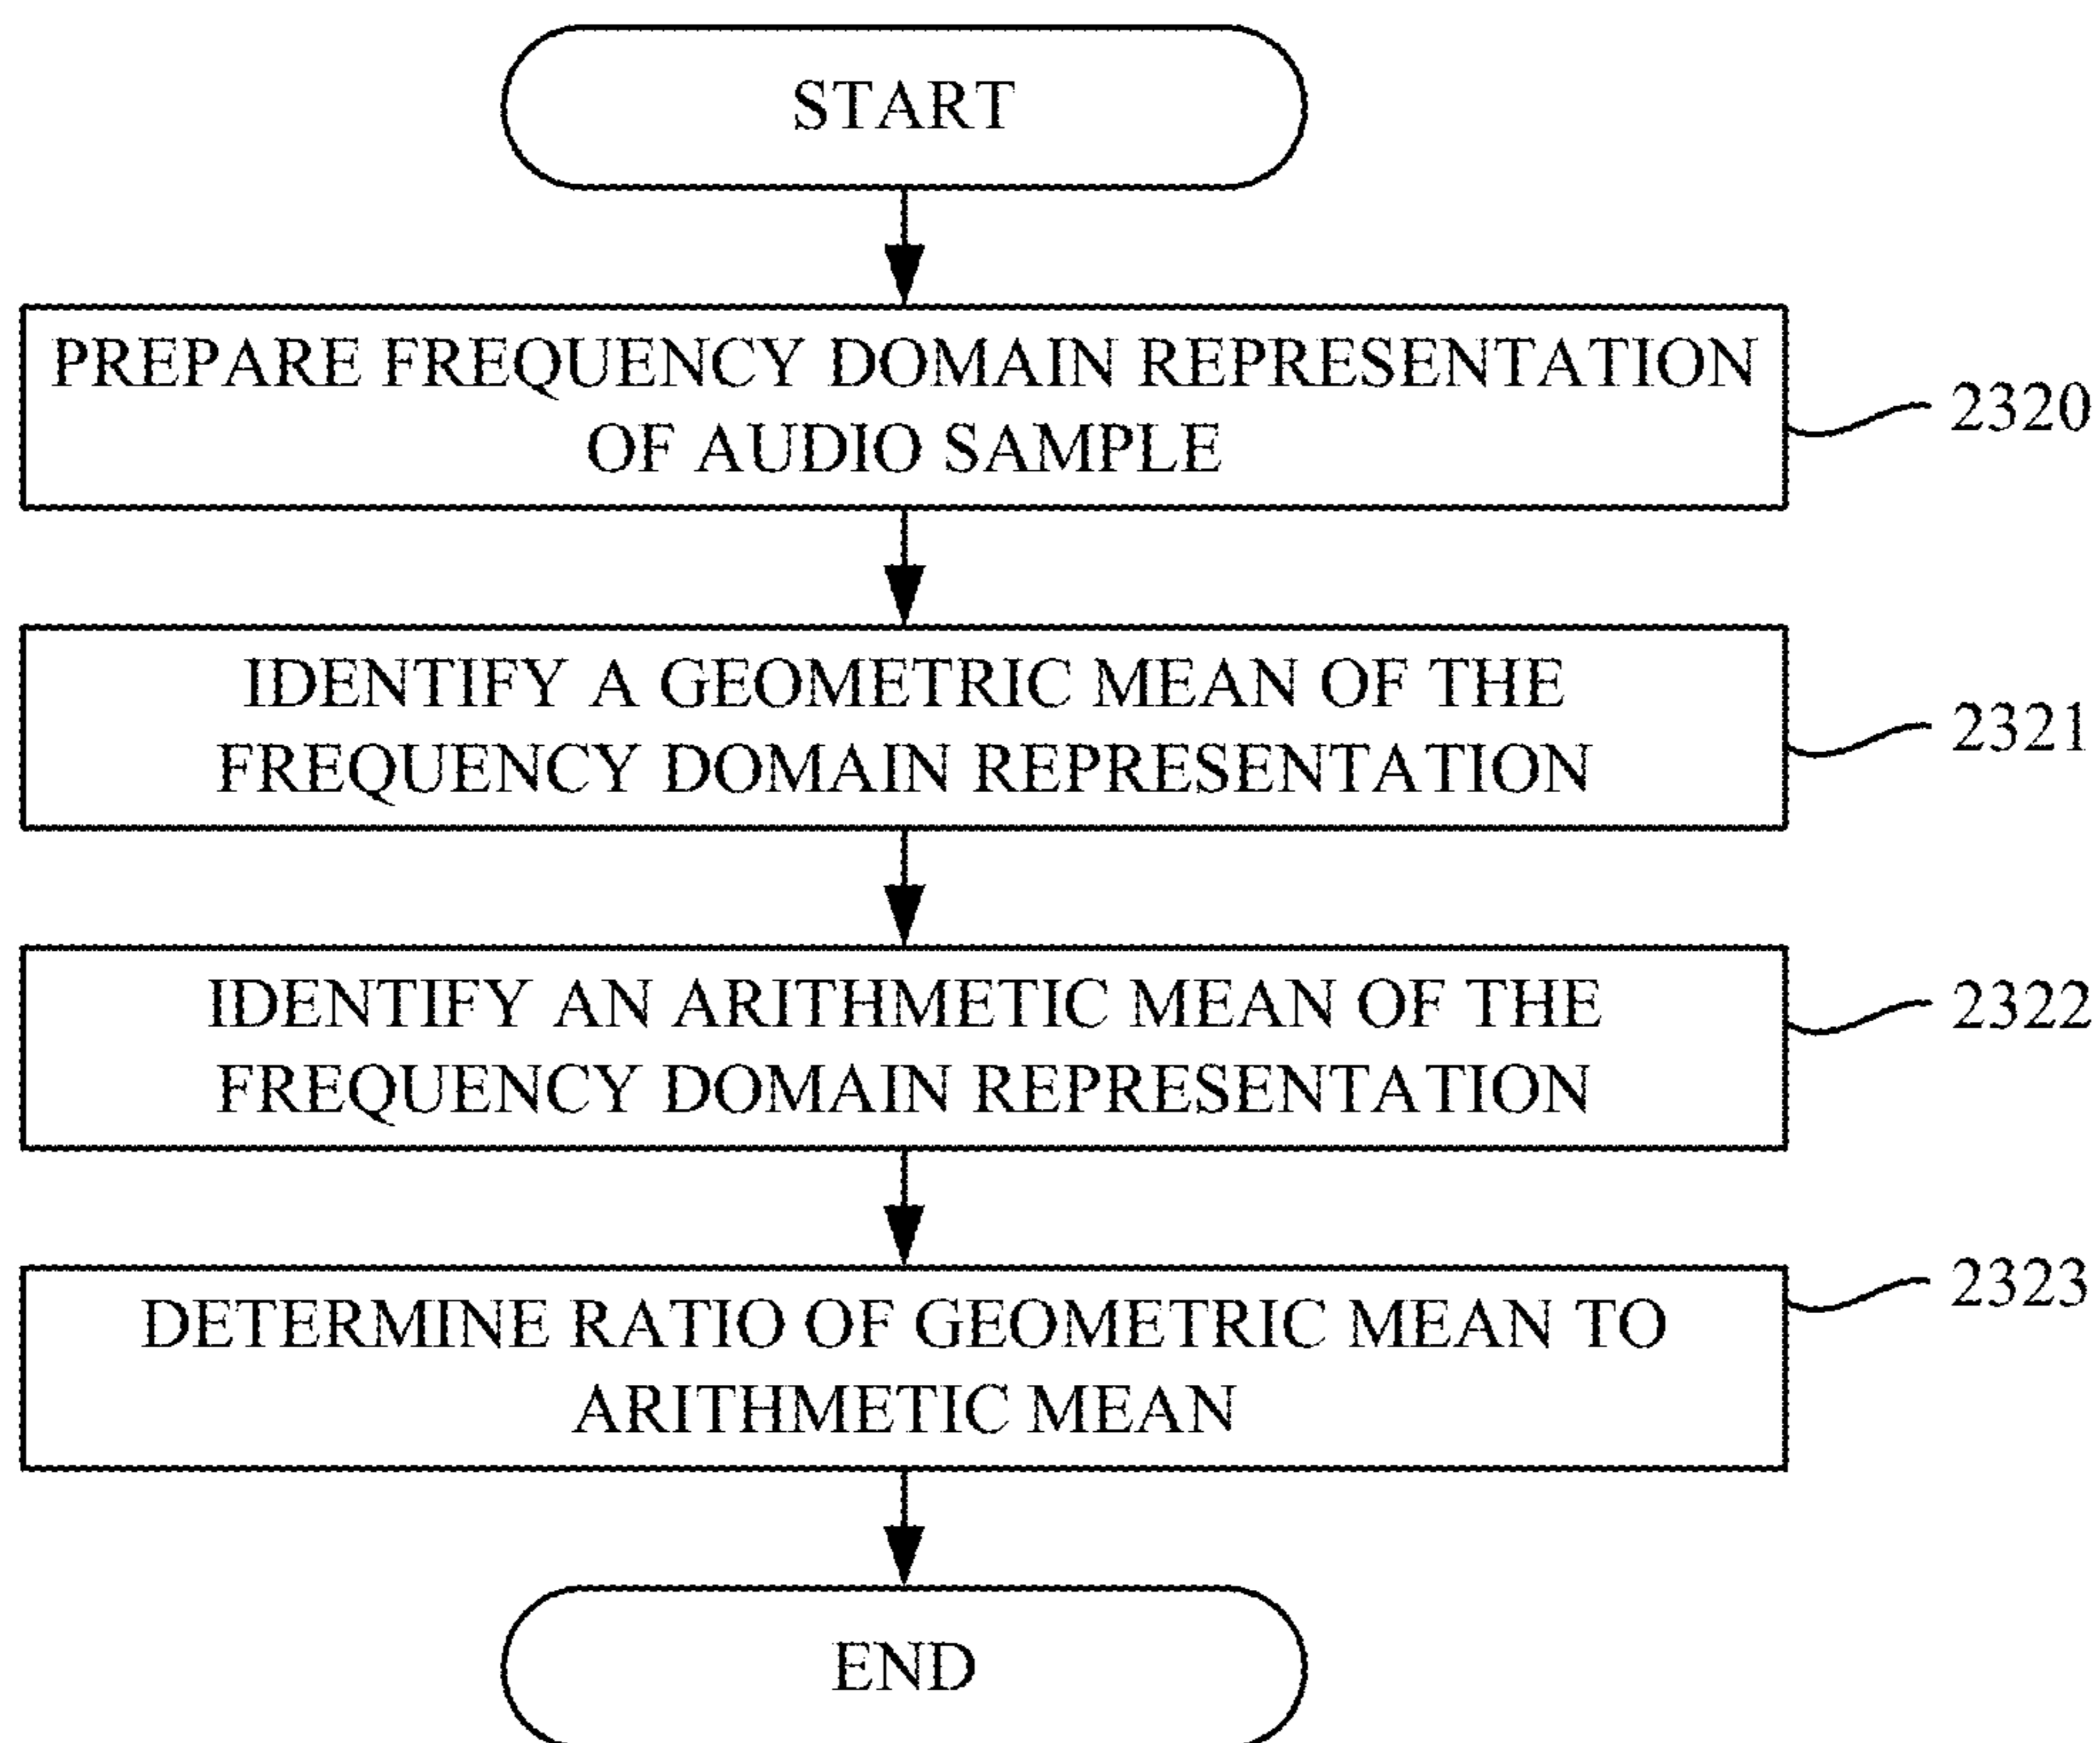 START
PREPARE FREQUENCY DOMAIN REPRESENTATION
OF AUDIO SAMPLE
2320
IDENTIFY A GEOMETRIC MEAN OF THE
FREQUENCY DOMAIN REPRESENTATION
2321
IDENTIFY AN ARITHMETIC MEAN OF THE
FREQUENCY DOMAIN REPRESENTATION
2322
DETERMINE RATIO OF GEOMETRIC MEAN TO
ARITHMETIC MEAN
2323
END